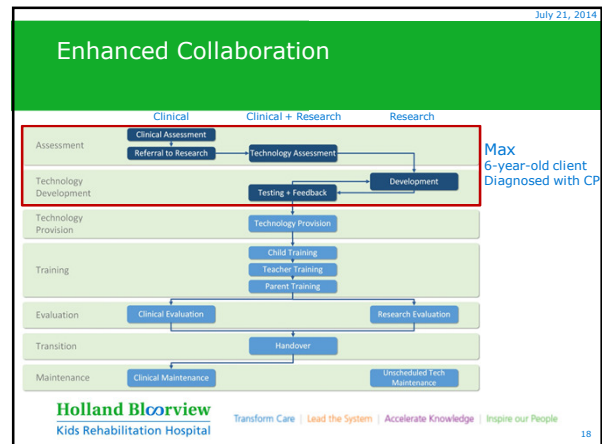 July 21, 2014
Enhanced Collaboration
Clinical Clinical + Research Research
Assessment
Clinical Assessment
Referral to Research
Technology Assessment
Max
6-year-old client
Diagnosed with CP
Technology
Development
Development
Testing + Feedback
Technology
Provision
Technology Provision
Training
Child Training
Teacher Training
Parent Training
Evaluation
Clinical Evaluation
Research Evaluation
Transition
Handover
Maintenance
Clinical Maintenance
Unscheduled Tech
Maintenance
Holland Bloorview
Kids Rehabilitation Hospital
Transform Care | Lead the System | Accelerate Knowledge | Inspire our People
18